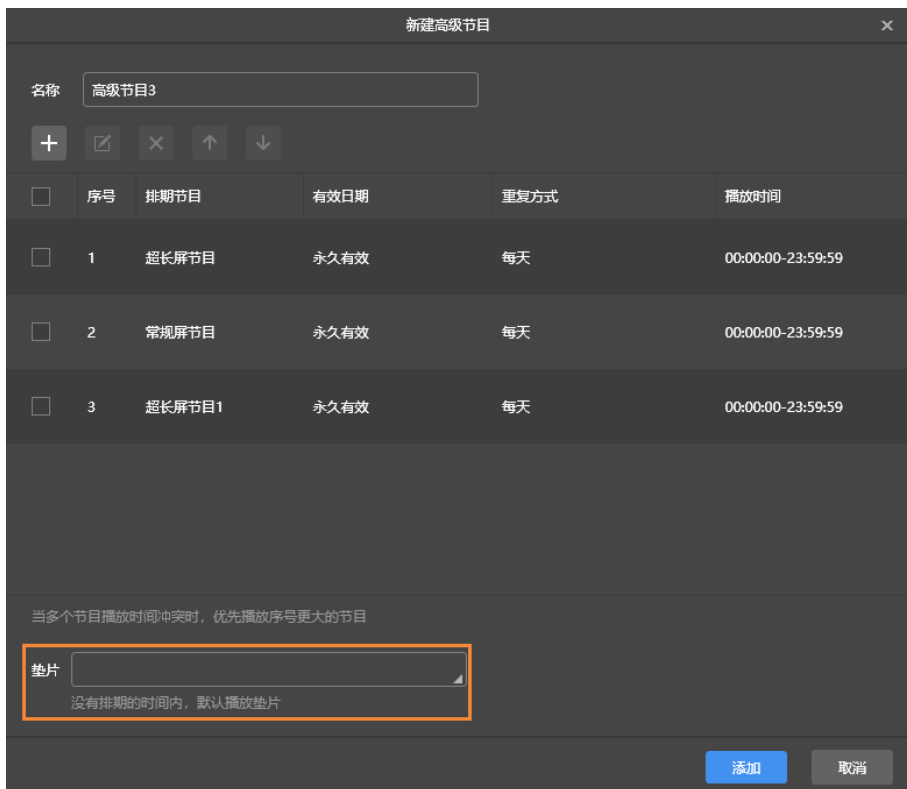 新建高级节目
名称 高级节目3
序号 排期节目 有效日期 重复方式 播放时间
1 超长屏节目 永久有效 每天 00:00:00-23:59:59
2 常规屏节目 永久有效 每天 00:00:00-23:59:59
3 超长屏节目1 永久有效 每天 00:00:00-23:59:59
当多个节目播放时间冲突时，优先播放序号更大的节目
垫片
没有排期的时间内，默认播放垫片
添加 取消